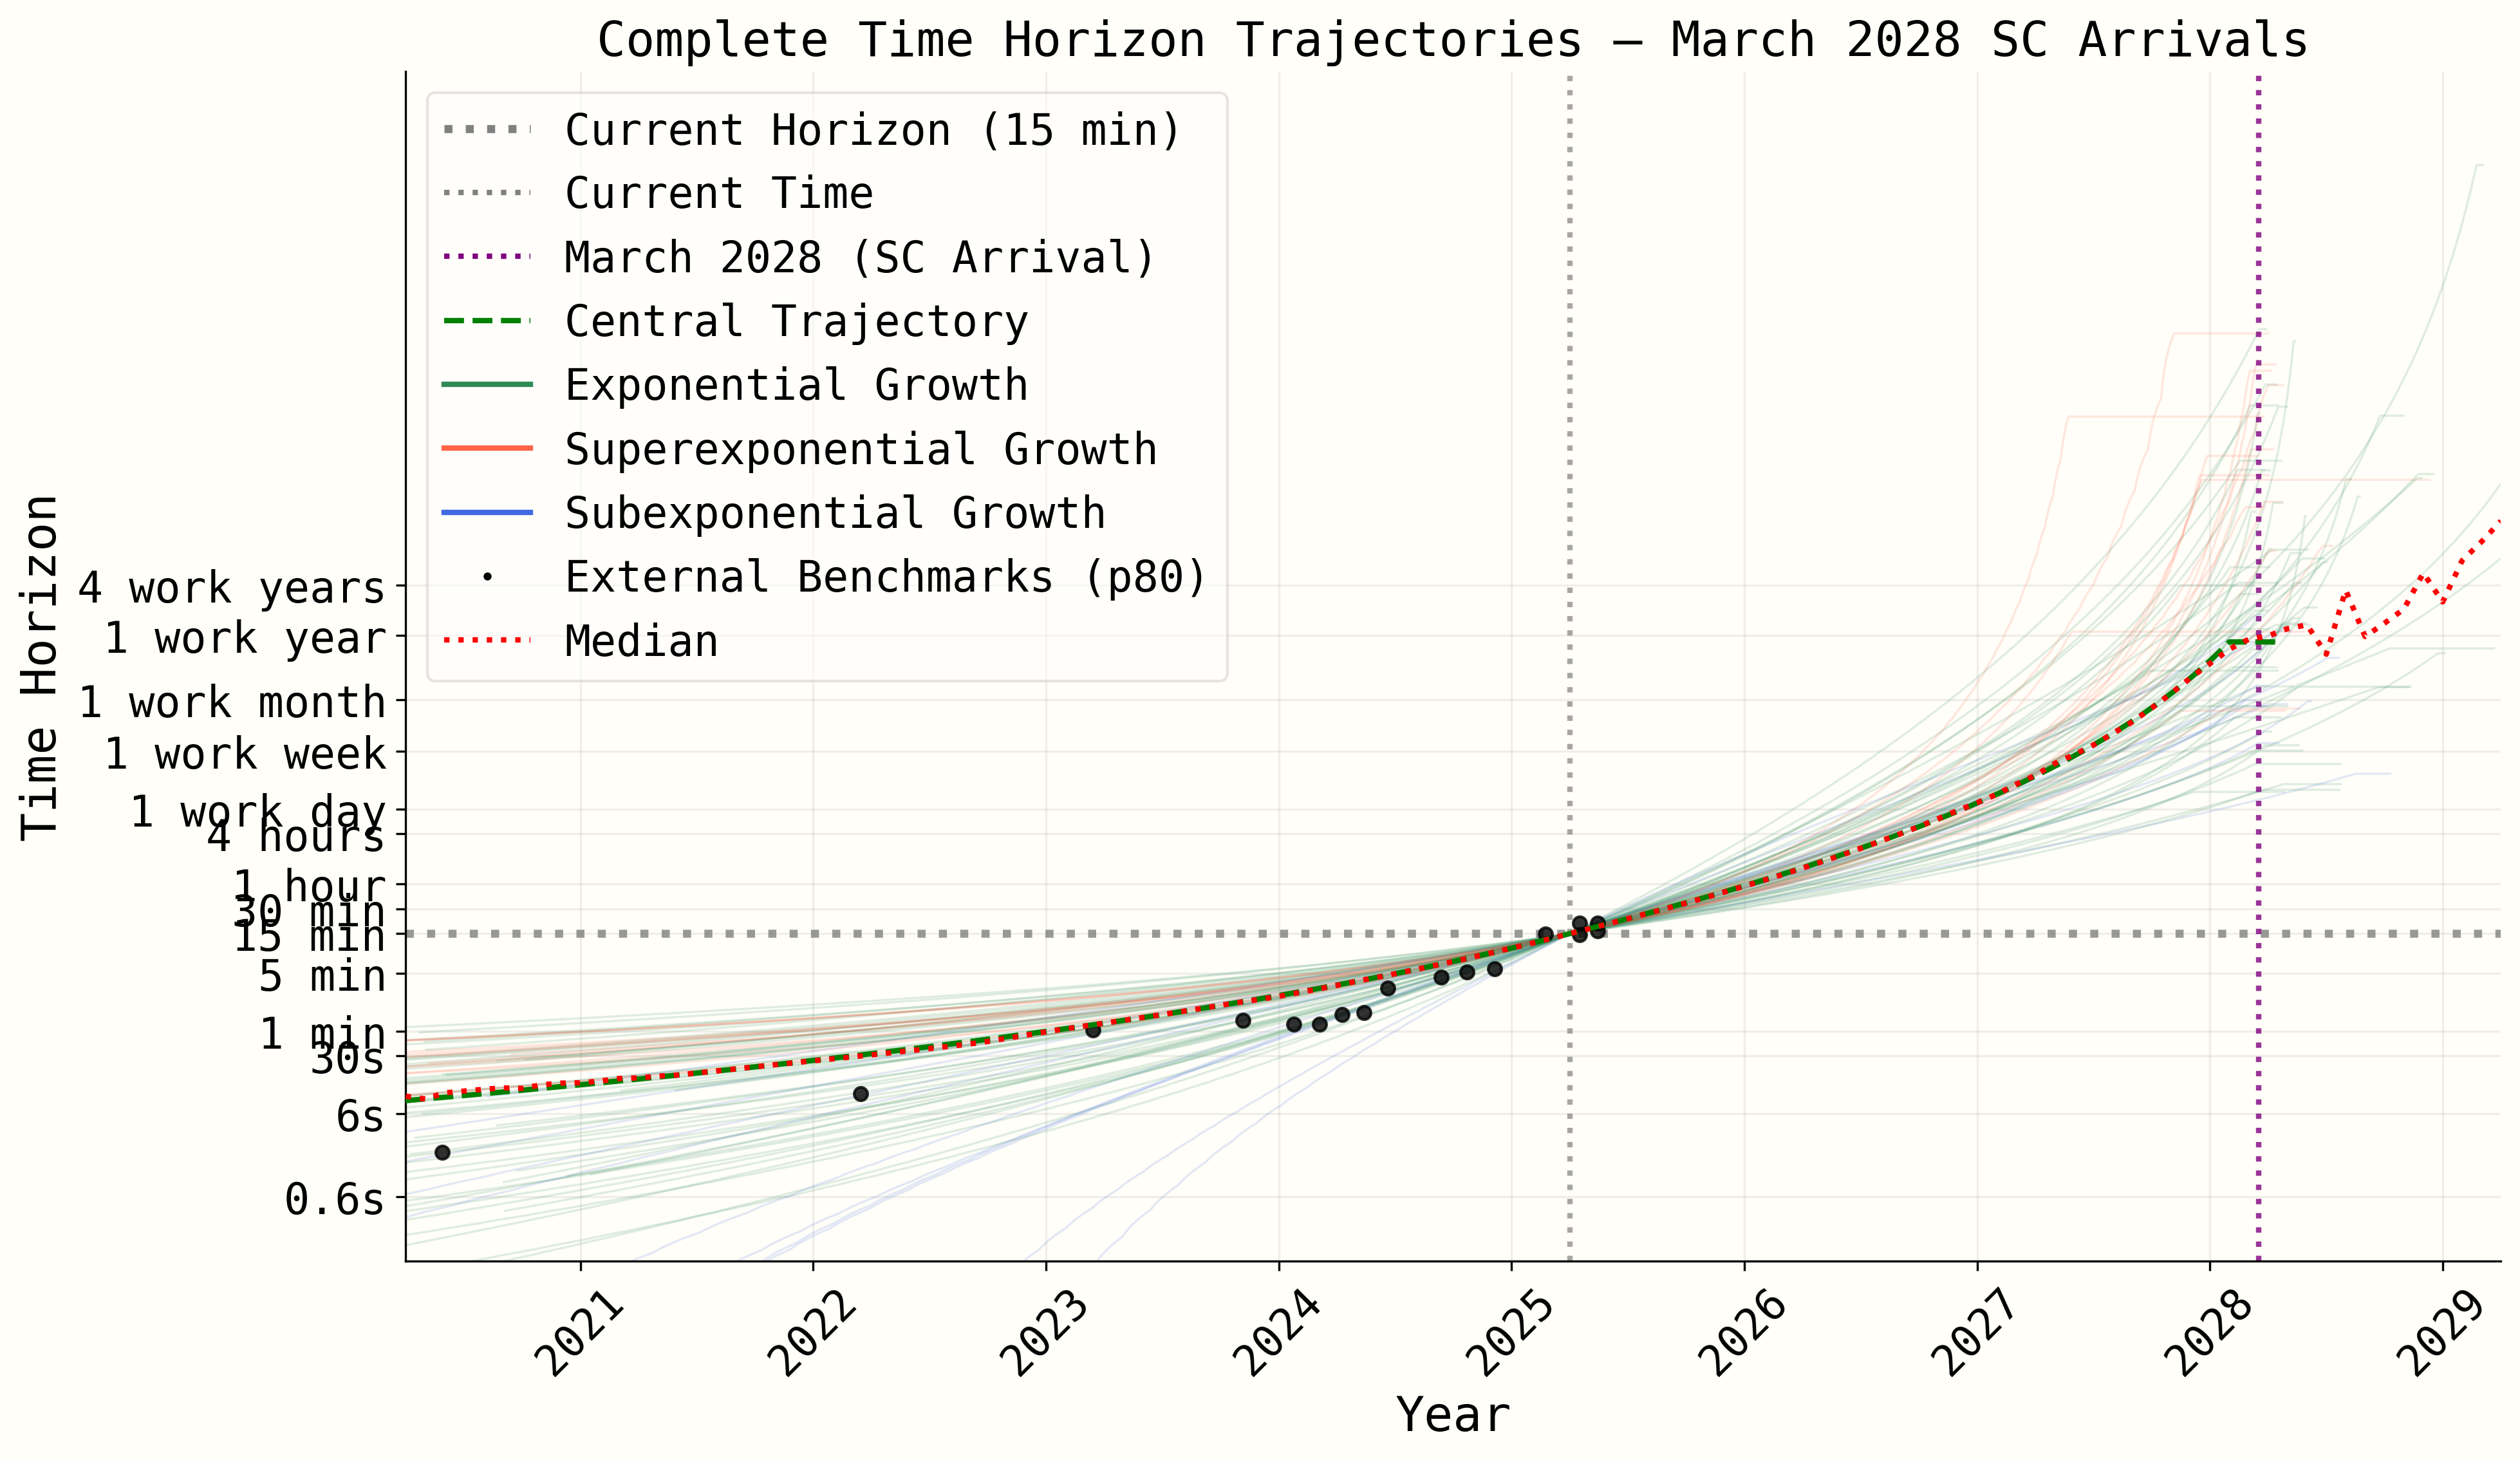 Complete Time Horizon Trajectories — March 2028 SC Arrivals
Current Horizon (15 min)
Current Time
March 2028 (SC Arrival)
Central Trajectory
Exponential Growth
Superexponential Growth
Subexponential Growth
External Benchmarks (p80)
Median
Time Horizon
4 work years
1 work year
1 work month
1 work week
1 work day
4 hours
1 hour
30 min
15 min
5 min
1 min
30s
6s
0.6s
2021
2022
2023
2024
2025
2026
2027
2028
2029
Year